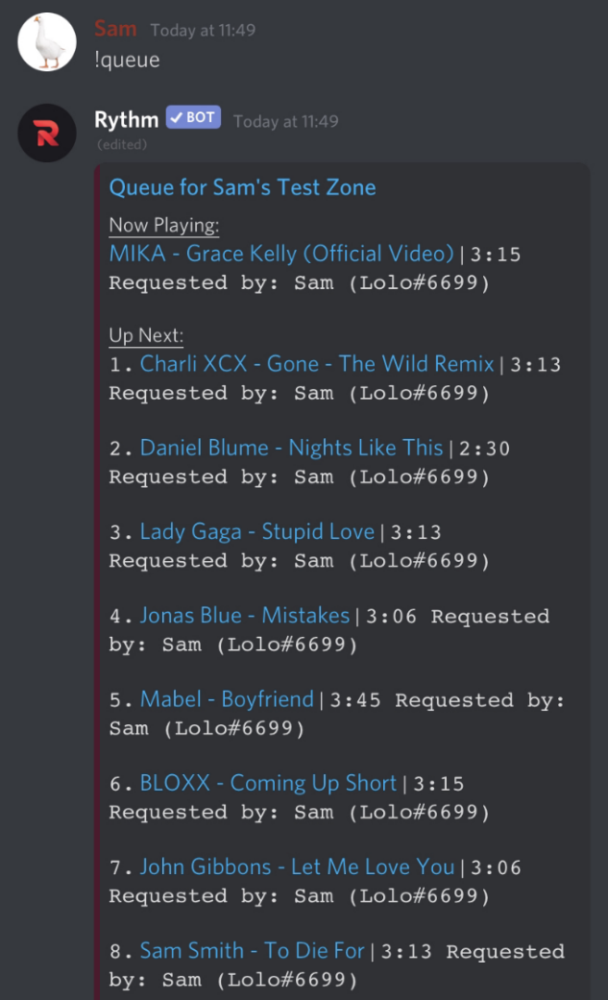 Sam Today at 11:49
!queue
Rythm ✓ BOT Today at 11:49
(edited)
Queue for Sam's Test Zone
Now Playing:
MIKA - Grace Kelly (Official Video) | 3:15
Requested by: Sam (Lolo#6699)
Up Next:
1. Charli XCX - Gone - The Wild Remix | 3:13
Requested by: Sam (Lolo#6699)
2. Daniel Blume - Nights Like This | 2:30
Requested by: Sam (Lolo#6699)
3. Lady Gaga - Stupid Love | 3:13
Requested by: Sam (Lolo#6699)
4. Jonas Blue - Mistakes | 3:06 Requested
by: Sam (Lolo#6699)
5. Mabel - Boyfriend | 3:45 Requested by:
Sam (Lolo#6699)
6. BLOXX - Coming Up Short | 3:15
Requested by: Sam (Lolo#6699)
7. John Gibbons - Let Me Love You | 3:06
Requested by: Sam (Lolo#6699)
8. Sam Smith - To Die For | 3:13 Requested
by: Sam (Lolo#6699)